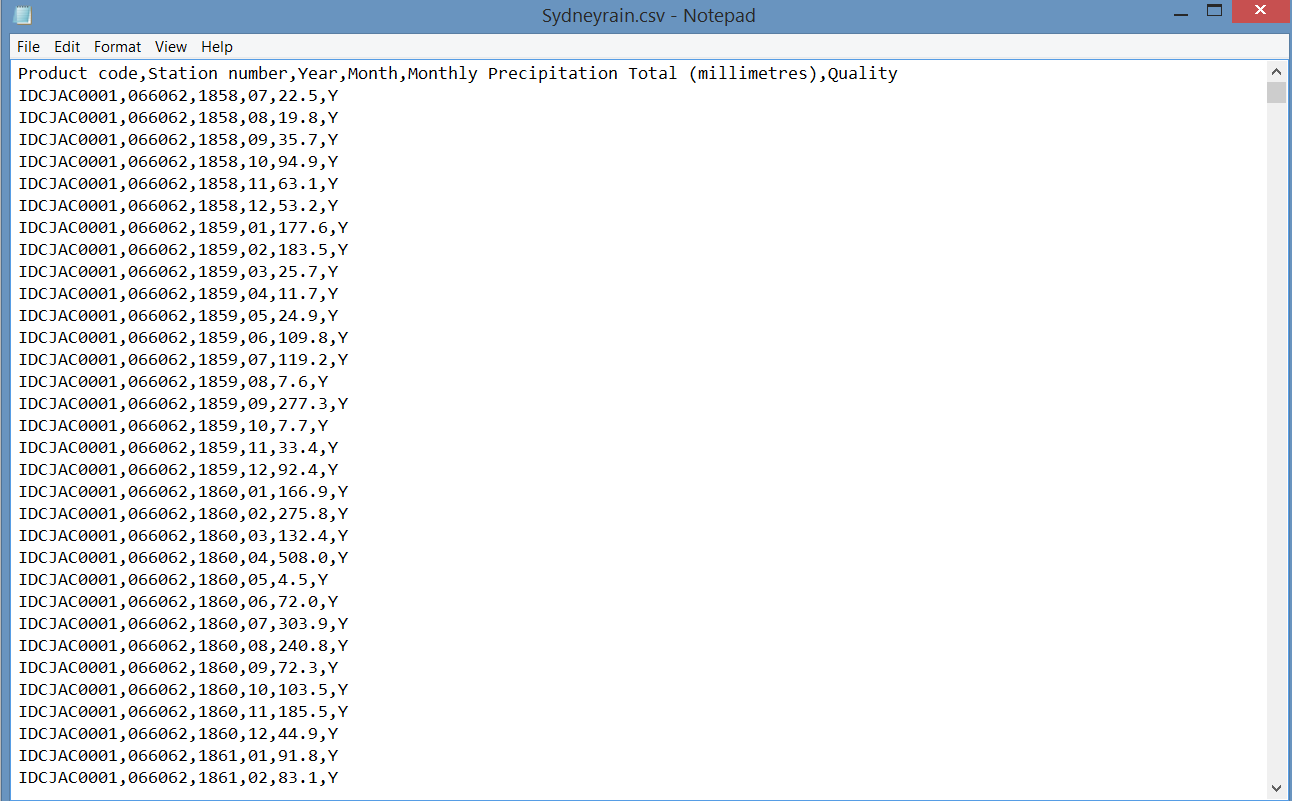 Sydneyrain.csv - Notepad
File Edit Format View Help
Product code,Station number,Year,Month,Monthly Precipitation Total (millimetres),Quality
IDCJAC0001,066062,1858,07,22.5,Y
IDCJAC0001,066062,1858,08,19.8,Y
IDCJAC0001,066062,1858,09,35.7,Y
IDCJAC0001,066062,1858,10,94.9,Y
IDCJAC0001,066062,1858,11,63.1,Y
IDCJAC0001,066062,1858,12,53.2,Y
IDCJAC0001,066062,1859,01,177.6,Y
IDCJAC0001,066062,1859,02,183.5,Y
IDCJAC0001,066062,1859,03,25.7,Y
IDCJAC0001,066062,1859,04,11.7,Y
IDCJAC0001,066062,1859,05,24.9,Y
IDCJAC0001,066062,1859,06,109.8,Y
IDCJAC0001,066062,1859,07,119.2,Y
IDCJAC0001,066062,1859,08,7.6,Y
IDCJAC0001,066062,1859,09,277.3,Y
IDCJAC0001,066062,1859,10,7.7,Y
IDCJAC0001,066062,1859,11,33.4,Y
IDCJAC0001,066062,1859,12,92.4,Y
IDCJAC0001,066062,1860,01,166.9,Y
IDCJAC0001,066062,1860,02,275.8,Y
IDCJAC0001,066062,1860,03,132.4,Y
IDCJAC0001,066062,1860,04,508.0,Y
IDCJAC0001,066062,1860,05,4.5,Y
IDCJAC0001,066062,1860,06,72.0,Y
IDCJAC0001,066062,1860,07,303.9,Y
IDCJAC0001,066062,1860,08,240.8,Y
IDCJAC0001,066062,1860,09,72.3,Y
IDCJAC0001,066062,1860,10,103.5,Y
IDCJAC0001,066062,1860,11,185.5,Y
IDCJAC0001,066062,1860,12,44.9,Y
IDCJAC0001,066062,1861,01,91.8,Y
IDCJAC0001,066062,1861,02,83.1,Y